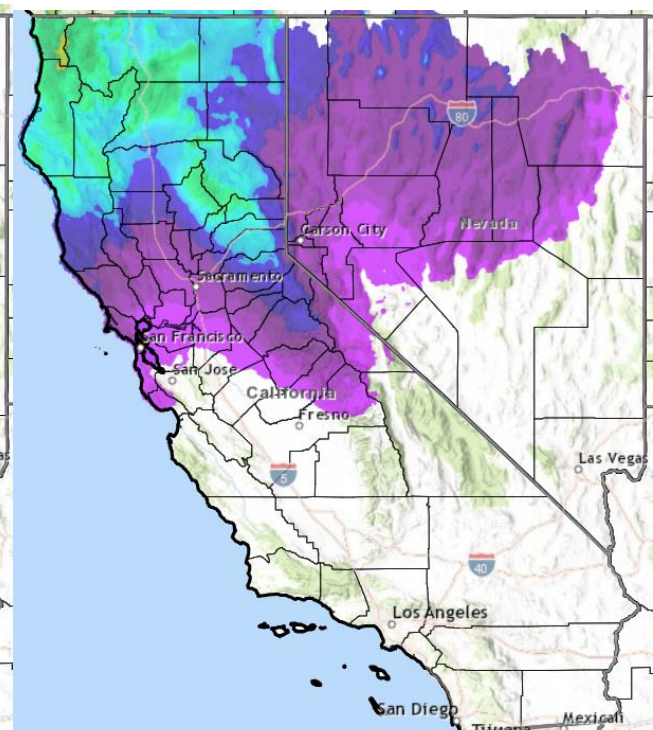 80
Nevada
Carson City
Sacramento
San Francisco
San Jose
California
Fresno
Las Vegas
5
40
Los Angeles
San Diego
Mexicali